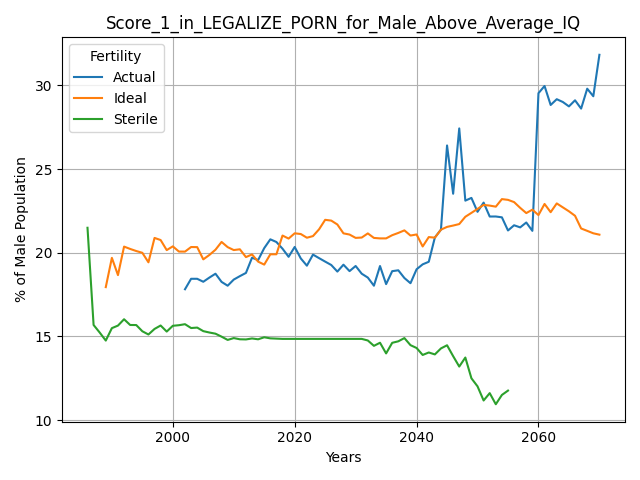 Score_1_in_LEGALIZE_PORN_for_Male_Above_Average_IQ
Fertility
Actual
Ideal
Sterile
% of Male Population
30
25
20
15
10
2000
2020
2040
2060
Years